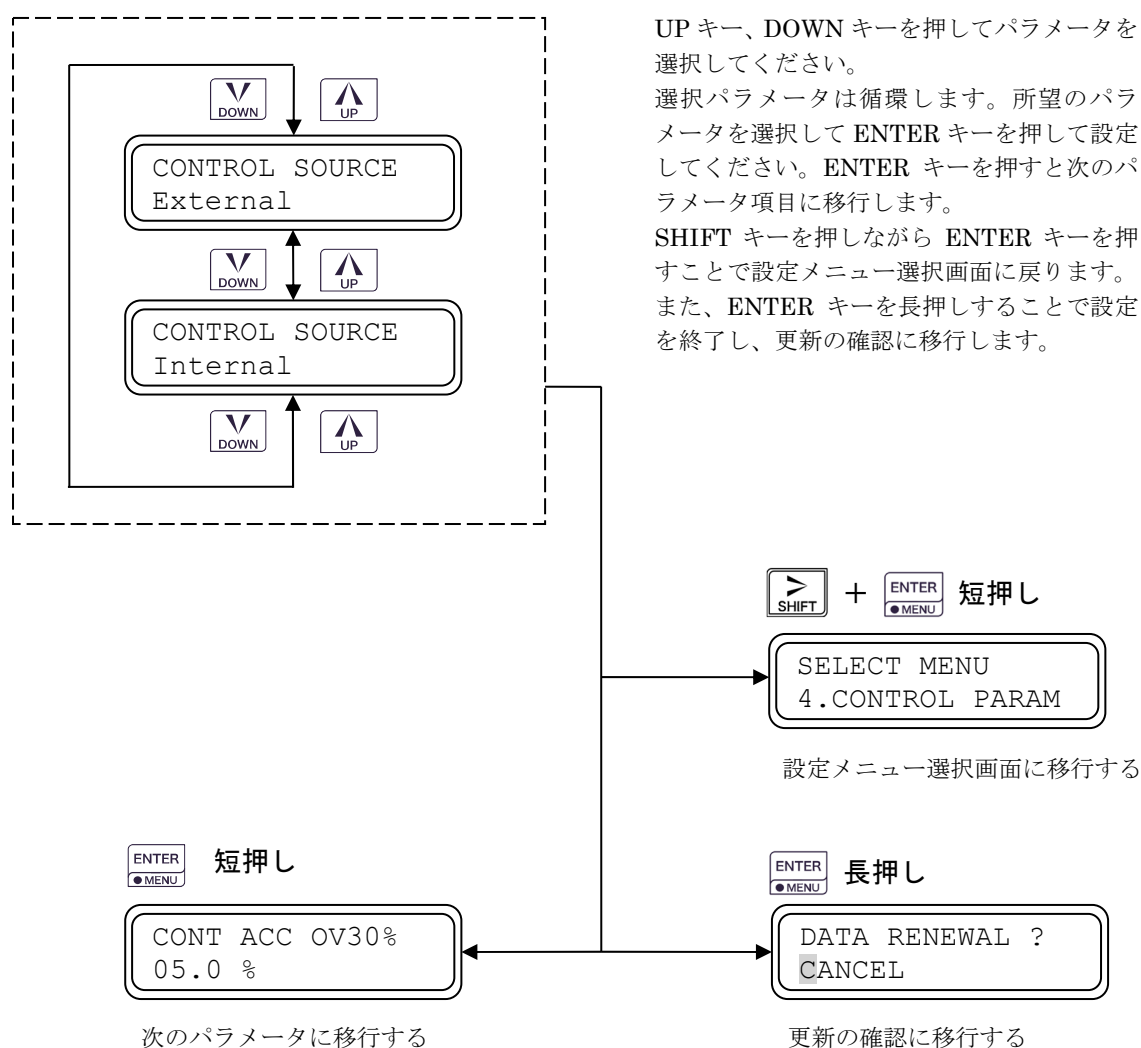 UP キー、DOWN キーを押してパラメータを
選択してください。
選択パラメータは循環します。所望のパラ
メータを選択して ENTER キーを押して設定
してください。ENTER キーを押すと次のパ
ラメータ項目に移行します。
SHIFT キーを押しながら ENTER キーを押
すことで設定メニュー選択画面に戻ります。
また、ENTER キーを長押しすることで設定
を終了し、更新の確認に移行します。
DOWN UP
CONTROL SOURCE
External
DOWN UP
CONTROL SOURCE
Internal
DOWN UP
SHIFT + ENTER ●MENU 短押し
SELECT MENU
4.CONTROL PARAM
設定メニュー選択画面に移行する
ENTER ●MENU 短押し
CONT ACC OV30%
05.0 %
次のパラメータに移行する
ENTER ●MENU 長押し
DATA RENEWAL ?
CANCEL
更新の確認に移行する